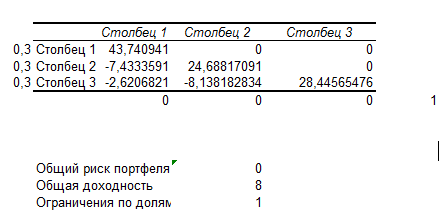 Столбец 1 Столбец 2 Столбец 3
0,3 Столбец 1 43,740941 0 0
0,3 Столбец 2 -7,4333591 24,68817091 0
0,3 Столбец 3 -2,6206821 -8,138182834 28,44565476
0 0 0 1
Общий риск портфеля 0
Общая доходность 8
Ограничения по долям 1